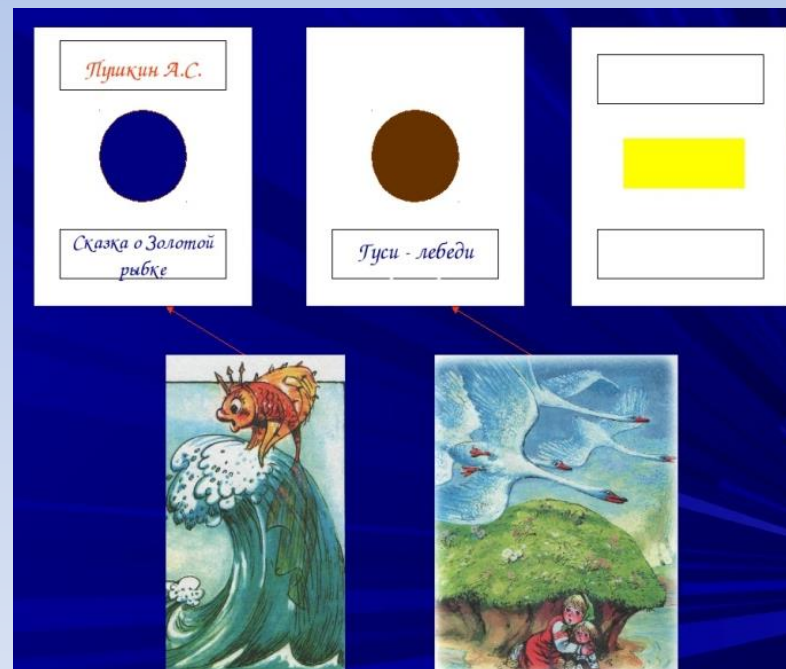 Пушкин А.С.
Сказка о Золотой
рыбке
Гуси - лебеди